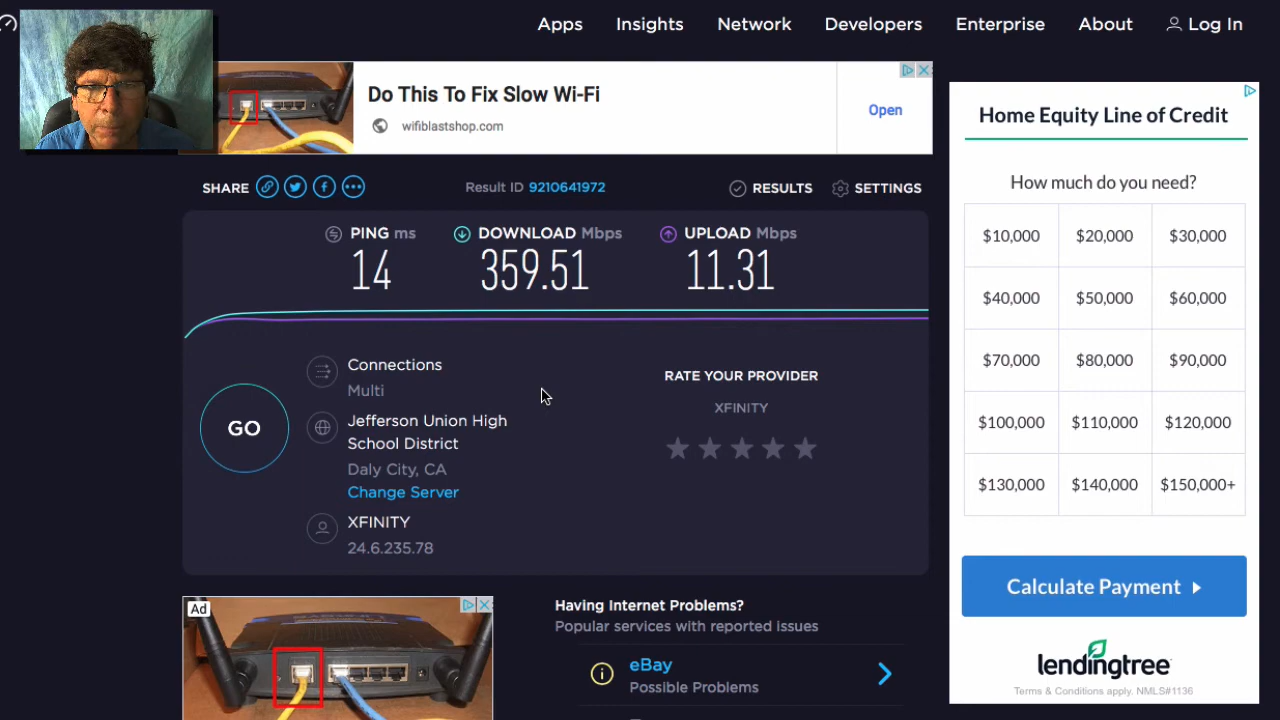 Apps Insights Network Developers Enterprise About Log In
Do This To Fix Slow Wi-Fi
wifiblastshop.com
Open
SHARE
Result ID 9210641972
RESULTS SETTINGS
PING ms
14
DOWNLOAD Mbps
359.51
UPLOAD Mbps
11.31
GO
Connections
Multi
Jefferson Union High
School District
Daly City, CA
Change Server
XFINITY
24.6.235.78
RATE YOUR PROVIDER
XFINITY
Ad
Having Internet Problems?
Popular services with reported issues
eBay
Possible Problems
Home Equity Line of Credit
How much do you need?
$10,000 $20,000 $30,000
$40,000 $50,000 $60,000
$70,000 $80,000 $90,000
$100,000 $110,000 $120,000
$130,000 $140,000 $150,000+
Calculate Payment
lendingtree
Terms & Conditions apply. NMLS#1136